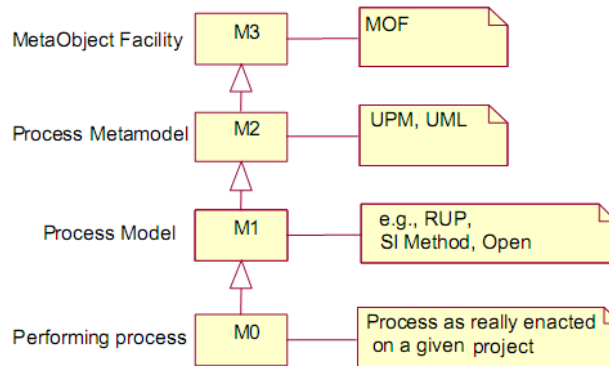 MetaObject Facility
M3
MOF
Process Metamodel
M2
UPM, UML
Process Model
M1
e.g., RUP,
SI Method, Open
Performing process
M0
Process as really enacted
on a given project